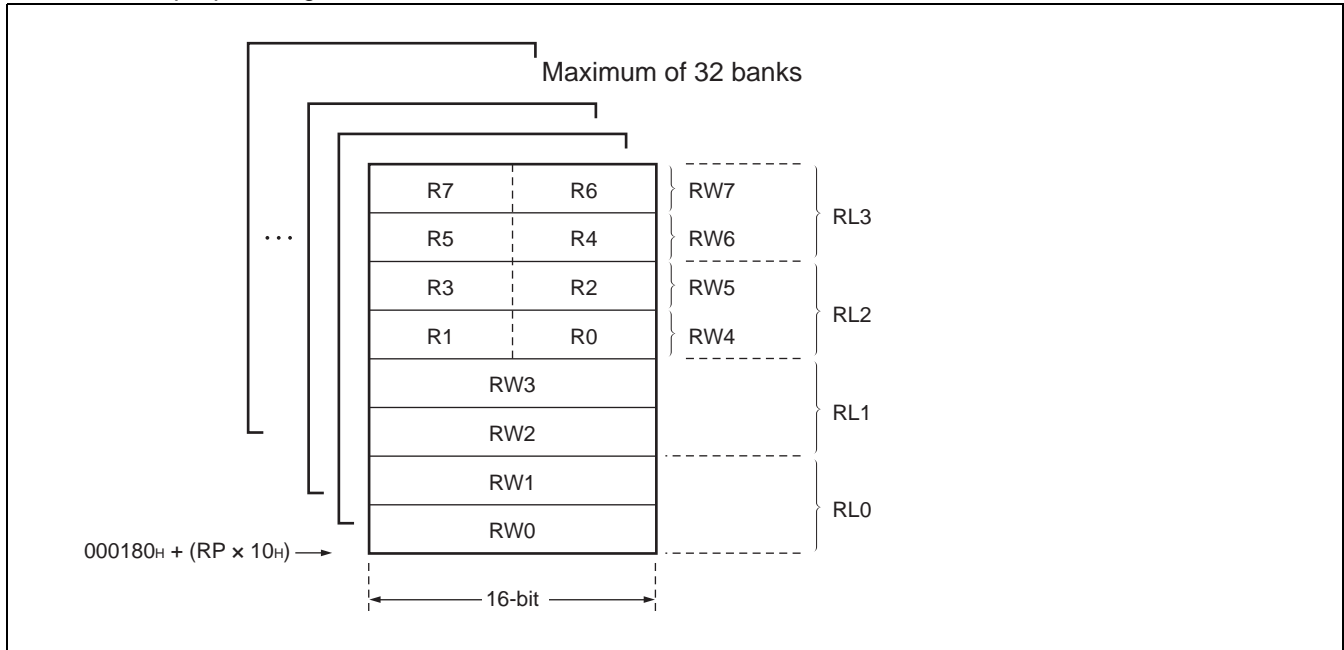 Maximum of 32 banks
R7 R6 RW7
RL3
R5 R4 RW6
...
R3 R2 RW5
RL2
R1 R0 RW4
RW3
RL1
RW2
RW1
RL0
RW0
000180H + (RP × 10H)
16-bit